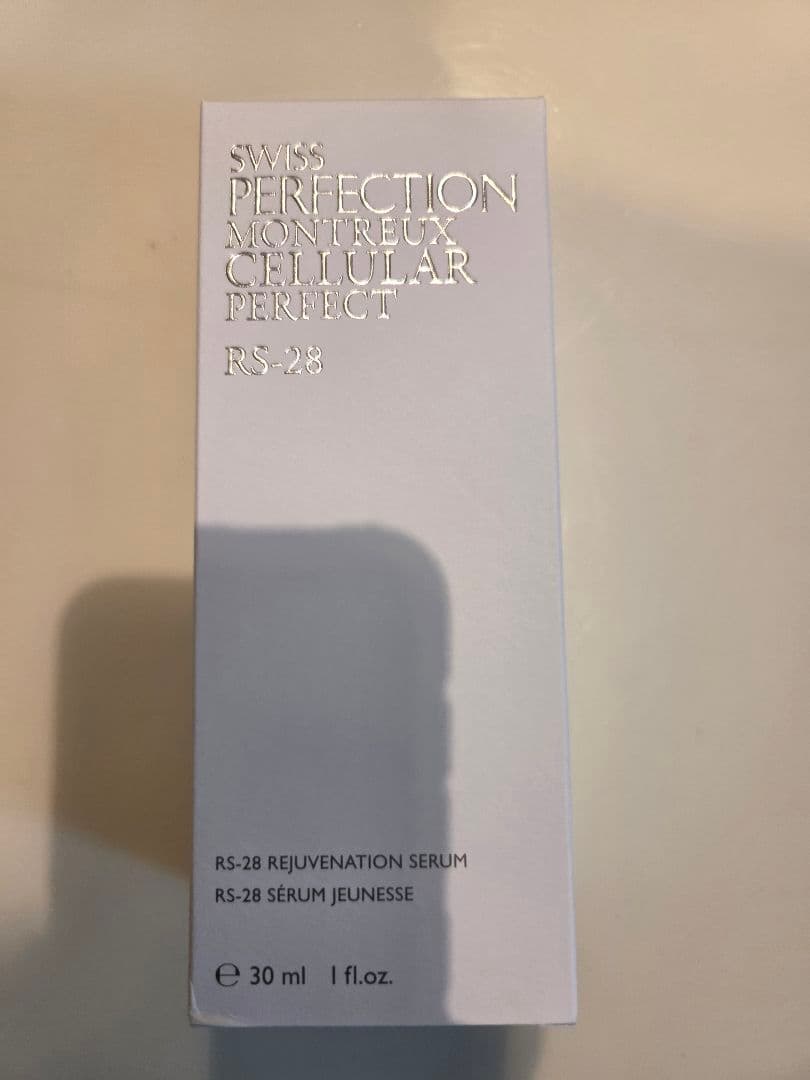 SWISS
PERFECTION
MONTREUX
CELLULAR
PERFECT
RS-28
RS-28 REJUVENATION SERUM
RS-28 SÉRUM JEUNESSE
℮ 30 ml 1 fl.oz.